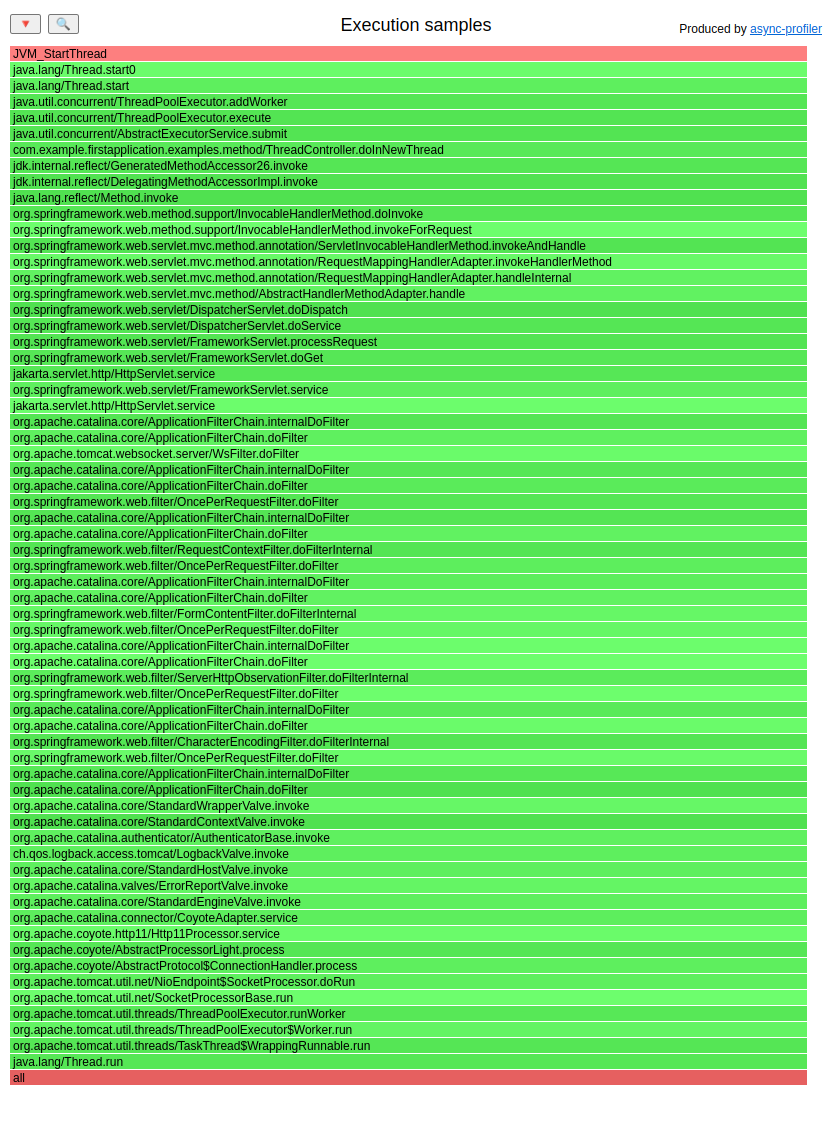 Execution samples
Produced by async-profiler
JVM_StartThread
java.lang/Thread.start0
java.lang/Thread.start
java.util.concurrent/ThreadPoolExecutor.addWorker
java.util.concurrent/ThreadPoolExecutor.execute
java.util.concurrent/AbstractExecutorService.submit
com.example.firstapplication.examples.method/ThreadController.doInNewThread
jdk.internal.reflect/GeneratedMethodAccessor26.invoke
jdk.internal.reflect/DelegatingMethodAccessorImpl.invoke
java.lang.reflect/Method.invoke
org.springframework.web.method.support/InvocableHandlerMethod.doInvoke
org.springframework.web.method.support/InvocableHandlerMethod.invokeForRequest
org.springframework.web.servlet.mvc.method.annotation/ServletInvocableHandlerMethod.invokeAndHandle
org.springframework.web.servlet.mvc.method.annotation/RequestMappingHandlerAdapter.invokeHandlerMethod
org.springframework.web.servlet.mvc.method.annotation/RequestMappingHandlerAdapter.handleInternal
org.springframework.web.servlet.mvc.method/AbstractHandlerMethodAdapter.handle
org.springframework.web.servlet/DispatcherServlet.doDispatch
org.springframework.web.servlet/DispatcherServlet.doService
org.springframework.web.servlet/FrameworkServlet.processRequest
org.springframework.web.servlet/FrameworkServlet.doGet
jakarta.servlet.http/HttpServlet.service
org.springframework.web.servlet/FrameworkServlet.service
jakarta.servlet.http/HttpServlet.service
org.apache.catalina.core/ApplicationFilterChain.internalDoFilter
org.apache.catalina.core/ApplicationFilterChain.doFilter
org.apache.tomcat.websocket.server/WsFilter.doFilter
org.apache.catalina.core/ApplicationFilterChain.internalDoFilter
org.apache.catalina.core/ApplicationFilterChain.doFilter
org.springframework.web.filter/OncePerRequestFilter.doFilter
org.apache.catalina.core/ApplicationFilterChain.internalDoFilter
org.apache.catalina.core/ApplicationFilterChain.doFilter
org.springframework.web.filter/RequestContextFilter.doFilterInternal
org.springframework.web.filter/OncePerRequestFilter.doFilter
org.apache.catalina.core/ApplicationFilterChain.internalDoFilter
org.apache.catalina.core/ApplicationFilterChain.doFilter
org.springframework.web.filter/FormContentFilter.doFilterInternal
org.springframework.web.filter/OncePerRequestFilter.doFilter
org.apache.catalina.core/ApplicationFilterChain.internalDoFilter
org.apache.catalina.core/ApplicationFilterChain.doFilter
org.springframework.web.filter/ServerHttpObservationFilter.doFilterInternal
org.springframework.web.filter/OncePerRequestFilter.doFilter
org.apache.catalina.core/ApplicationFilterChain.internalDoFilter
org.apache.catalina.core/ApplicationFilterChain.doFilter
org.springframework.web.filter/CharacterEncodingFilter.doFilterInternal
org.springframework.web.filter/OncePerRequestFilter.doFilter
org.apache.catalina.core/ApplicationFilterChain.internalDoFilter
org.apache.catalina.core/ApplicationFilterChain.doFilter
org.apache.catalina.core/StandardWrapperValve.invoke
org.apache.catalina.core/StandardContextValve.invoke
org.apache.catalina.authenticator/AuthenticatorBase.invoke
ch.qos.logback.access.tomcat/LogbackValve.invoke
org.apache.catalina.core/StandardHostValve.invoke
org.apache.catalina.valves/ErrorReportValve.invoke
org.apache.catalina.core/StandardEngineValve.invoke
org.apache.catalina.connector/CoyoteAdapter.service
org.apache.coyote.http11/Http11Processor.service
org.apache.coyote/AbstractProcessorLight.process
org.apache.coyote/AbstractProtocol$ConnectionHandler.process
org.apache.tomcat.util.net/NioEndpoint$SocketProcessor.doRun
org.apache.tomcat.util.net/SocketProcessorBase.run
org.apache.tomcat.util.threads/ThreadPoolExecutor.runWorker
org.apache.tomcat.util.threads/ThreadPoolExecutor$Worker.run
org.apache.tomcat.util.threads/TaskThread$WrappingRunnable.run
java.lang/Thread.run
all